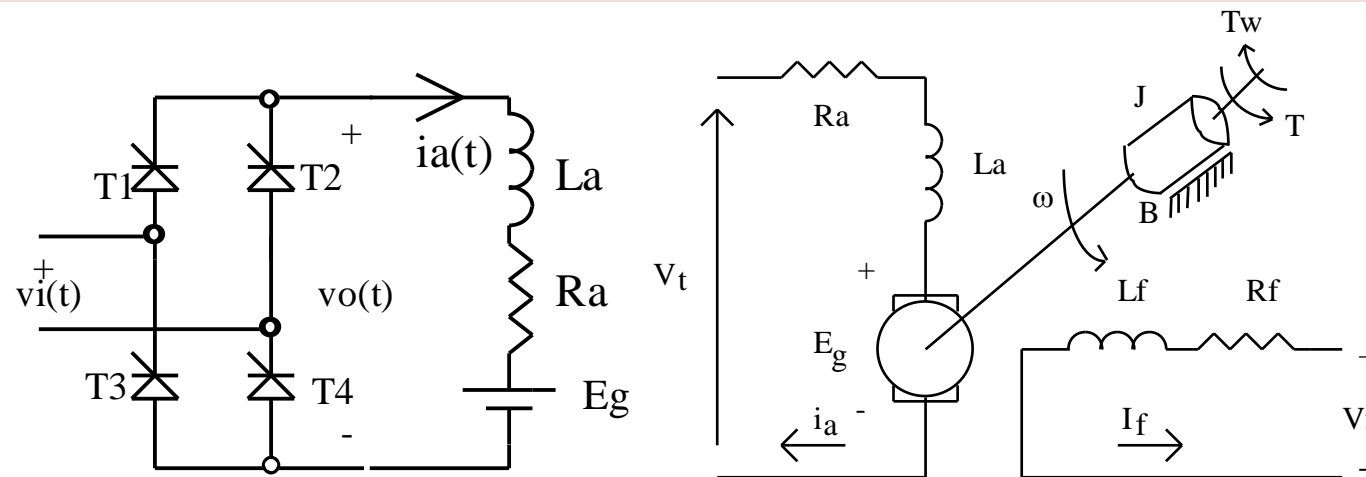 +
T1
T2
ia(t)
La
+
vi(t)
vo(t)
Ra
T3
T4
Eg
-
Tw
J
T
Ra
La
ω
B
Vt
+
Lf
Rf
Eg
ia
-
If